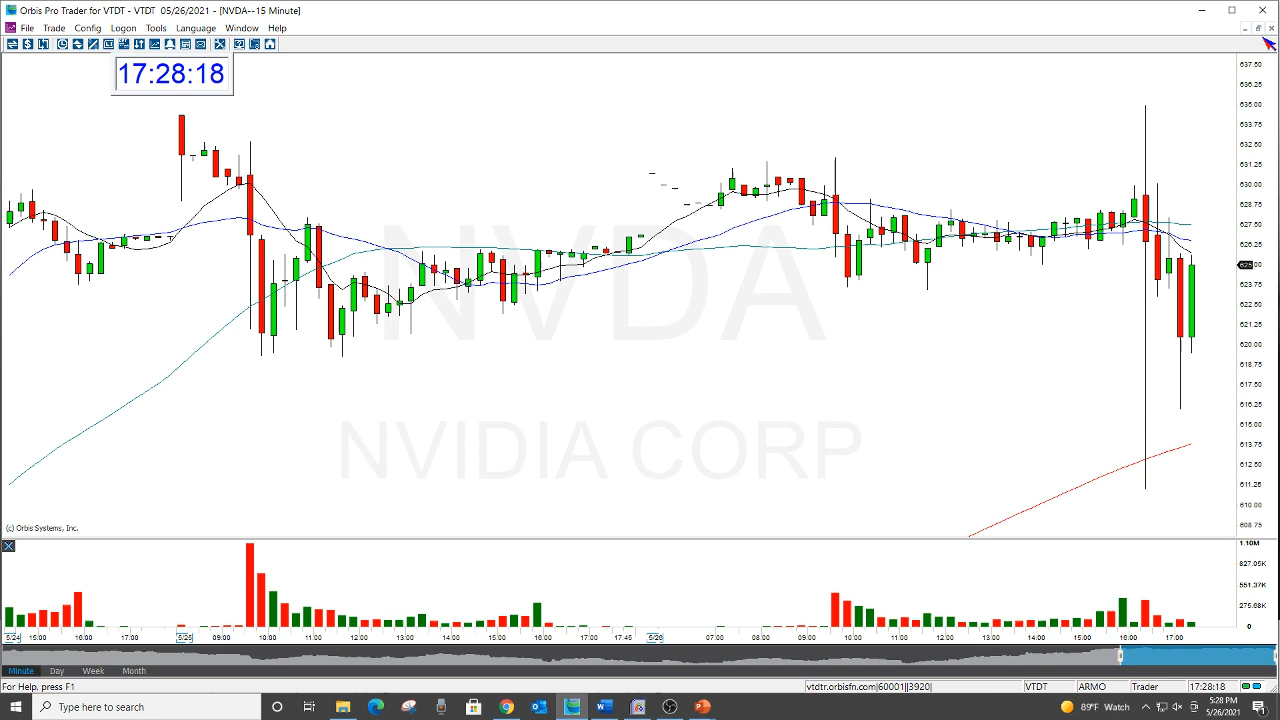 Orbis Pro Trader for VTDT - VTDT 05/26/2021 - [NVDA--15 Minute]
File Trade Config Logon Tools Language Window Help
17:28:18
NVDA
NVIDIA CORP
637.50
636.25
635.00
633.75
632.50
631.25
630.00
628.75
627.50
626.25
625.00
623.75
622.50
621.25
620.00
618.75
617.50
616.25
615.00
613.75
612.50
611.25
610.00
608.75
(c) Orbis Systems, Inc.
1.10M
827.05K
551.37K
275.68K
0
5/24 15:00 16:00 17:00 5/25 09:00 10:00 11:00 12:00 13:00 14:00 15:00 16:00 17:00 17:45 5/26 07:00 08:00 09:00 10:00 11:00 12:00 13:00 14:00 15:00 16:00 17:00
Minute Day Week Month
For Help, press F1 vtdtr.orbisfn.com|60001||3920| VTDT ARMO Trader 17:28:18
Type here to search 89°F Watch 5:28 PM
5/26/2021